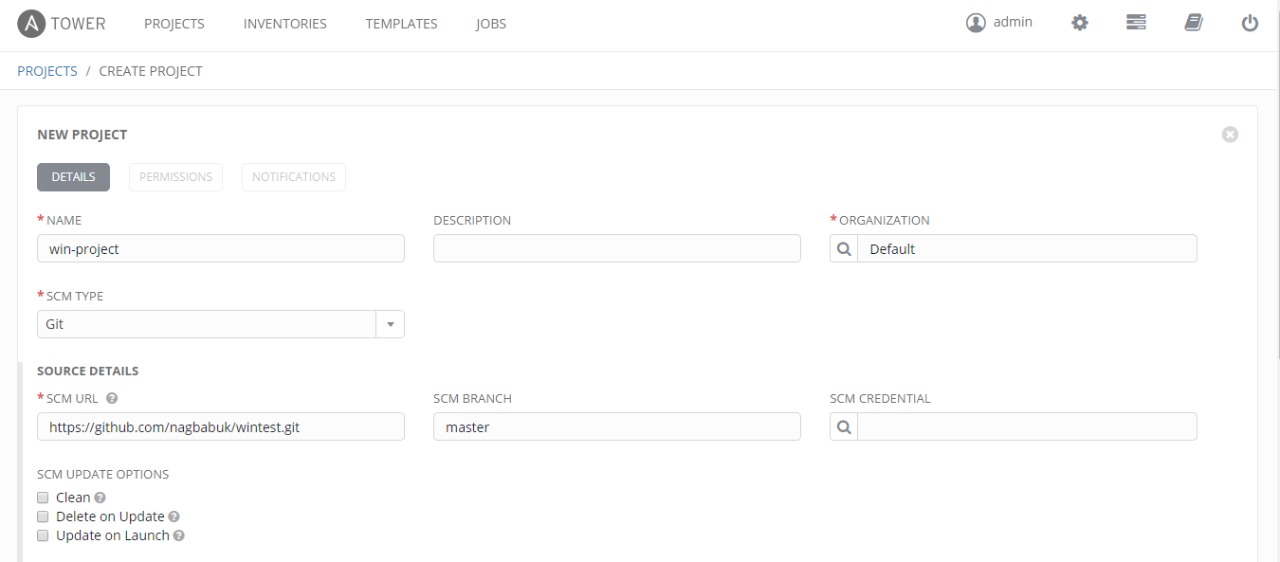 TOWER PROJECTS INVENTORIES TEMPLATES JOBS admin
PROJECTS / CREATE PROJECT
NEW PROJECT
DETAILS PERMISSIONS NOTIFICATIONS
* NAME DESCRIPTION * ORGANIZATION
win-project Default
* SCM TYPE
Git
SOURCE DETAILS
* SCM URL ? SCM BRANCH SCM CREDENTIAL
https://github.com/nagbabuk/wintest.git master
SCM UPDATE OPTIONS
Clean ?
Delete on Update ?
Update on Launch ?